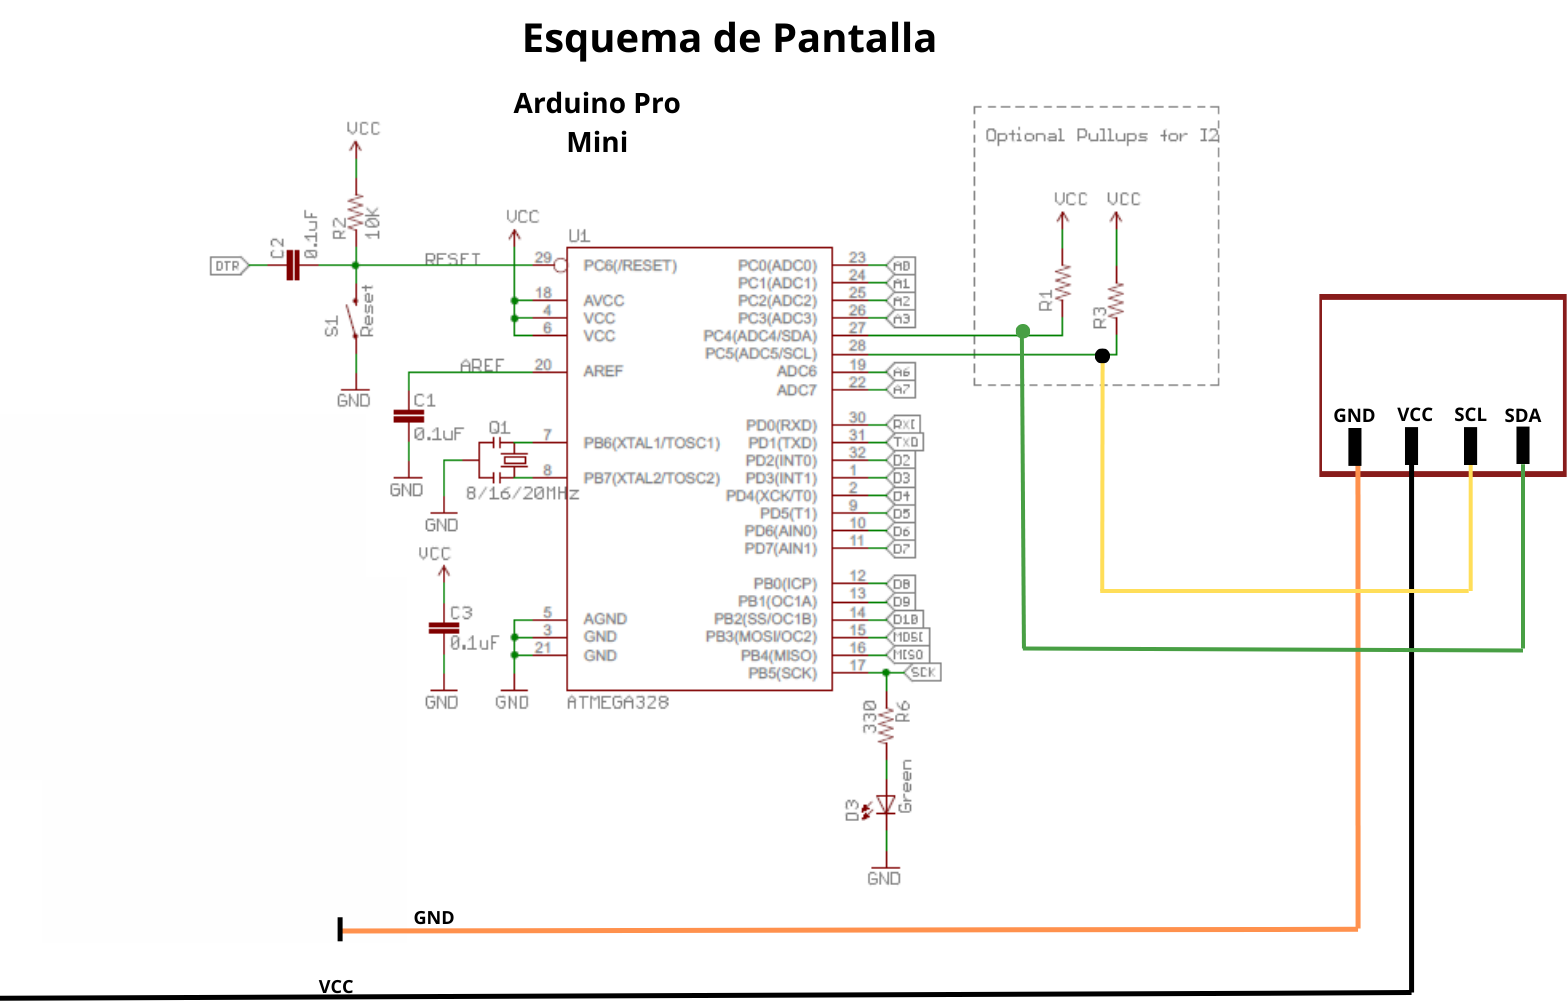 Esquema de Pantalla
Arduino Pro
Mini
Optional Pullups for I2
VCC
VCC
VCC
R1
R3
R2
10K
C2
0.1uF
DTR
RESET
S1
Reset
GND
VCC
U1
29 PC6(/RESET)
18 AVCC
4 VCC
6 VCC
AREF
20 AREF
C1
0.1uF
GND
Q1
7 PB6(XTAL1/TOSC1)
8 PB7(XTAL2/TOSC2)
8/16/20MHz
GND
VCC
C3
0.1uF
GND
5 AGND
3 GND
21 GND
GND
ATMEGA328
PC0(ADC0) 23 A0
PC1(ADC1) 24 A1
PC2(ADC2) 25 A2
PC3(ADC3) 26 A3
PC4(ADC4/SDA) 27
PC5(ADC5/SCL) 28
ADC6 19 A6
ADC7 22 A7
PD0(RXD) 30 RXI
PD1(TXD) 31 TXO
PD2(INT0) 32 D2
PD3(INT1) 1 D3
PD4(XCK/T0) 2 D4
PD5(T1) 9 D5
PD6(AIN0) 10 D6
PD7(AIN1) 11 D7
PB0(ICP) 12 D8
PB1(OC1A) 13 D9
PB2(SS/OC1B) 14 D10
PB3(MOSI/OC2) 15 MOSI
PB4(MISO) 16 MISO
PB5(SCK) 17 SCK
330
R6
D3
Green
GND
GND VCC SCL SDA
GND
VCC